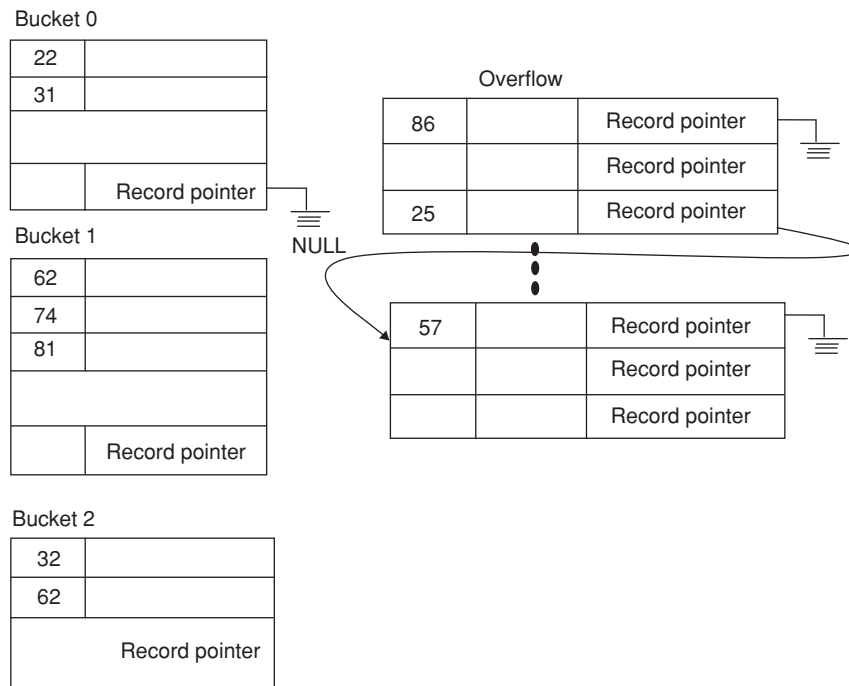 Bucket 0
22
31
Record pointer
NULL
Bucket 1
62
74
81
Record pointer
Bucket 2
32
62
Record pointer
Overflow
86 Record pointer
Record pointer
25 Record pointer
57 Record pointer
Record pointer
Record pointer